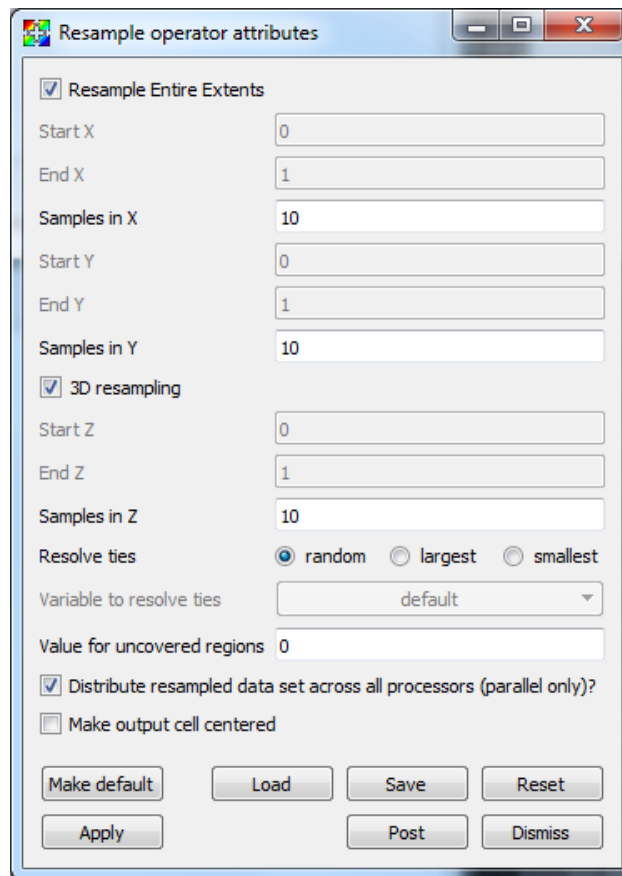 Resample operator attributes
Resample Entire Extents
Start X 0
End X 1
Samples in X 10
Start Y 0
End Y 1
Samples in Y 10
3D resampling
Start Z 0
End Z 1
Samples in Z 10
Resolve ties random largest smallest
Variable to resolve ties default
Value for uncovered regions 0
Distribute resampled data set across all processors (parallel only)?
Make output cell centered
Make default Load Save Reset
Apply Post Dismiss